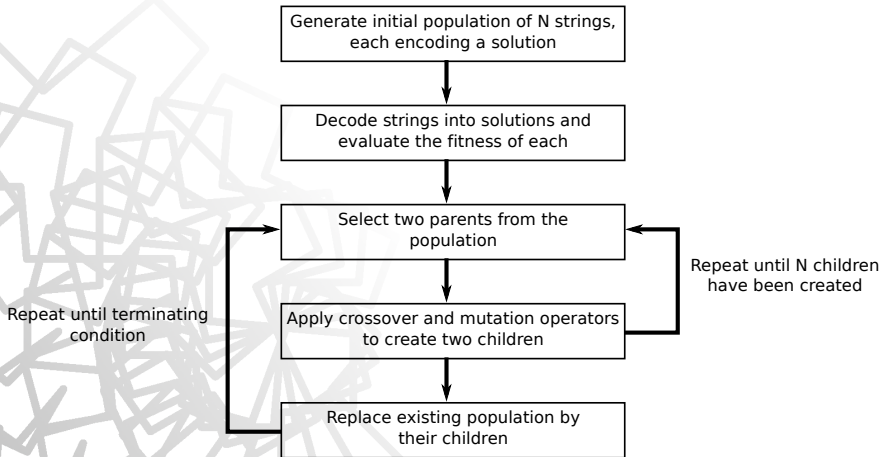 Generate initial population of N strings,
each encoding a solution
Decode strings into solutions and
evaluate the fitness of each
Select two parents from the
population
Repeat until N children
have been created
Repeat until terminating
condition
Apply crossover and mutation operators
to create two children
Replace existing population by
their children